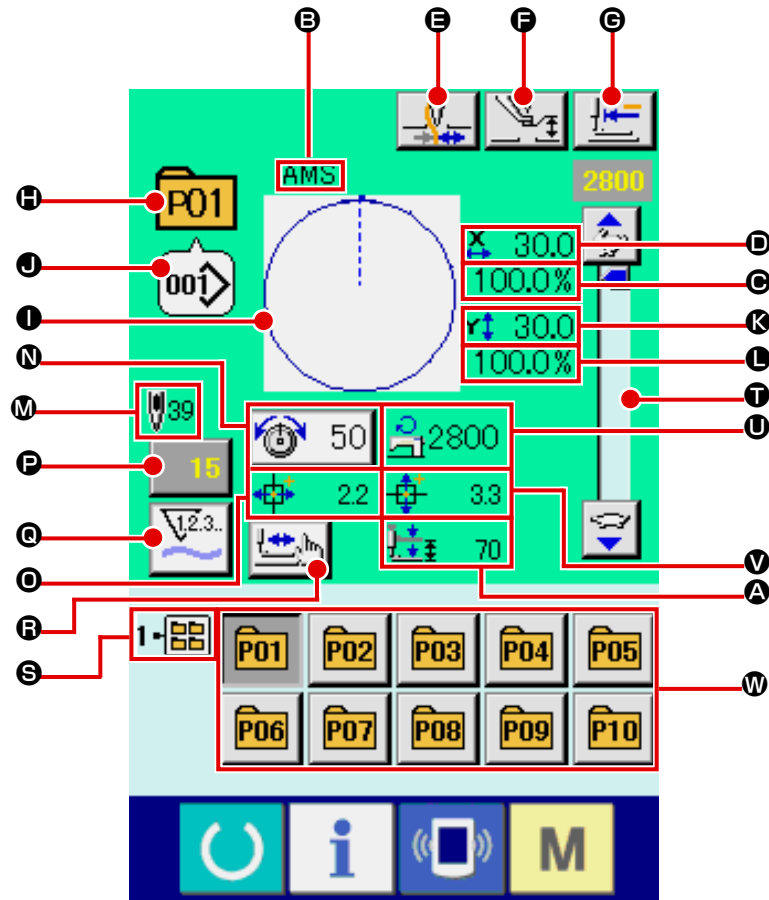 B E F G
AMS
2800
H P01
X 30.0 D
J 001 100.0% C
I Y 30.0 K
100.0% L
N T
M 39
50 2800 U
P 15
2.2 3.3
Q 1.2.3..
O 70 V
A
R
1
S P01 P02 P03 P04 P05 W
P06 P07 P08 P09 P10
i M